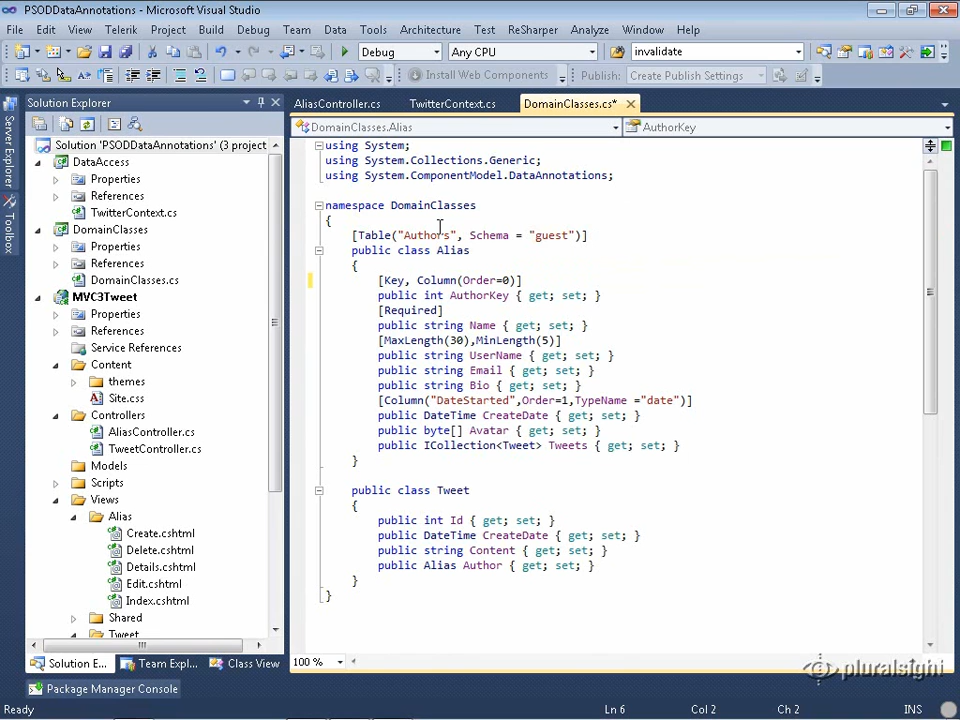 PSODDataAnnotations - Microsoft Visual Studio
File Edit View Telerik Project Build Debug Team Data Tools Architecture Test ReSharper Analyze Window Help
Debug Any CPU invalidate
Install Web Components Publish: Create Publish Settings
Server Explorer
Toolbox
Solution Explorer
Solution 'PSODDataAnnotations' (3 project
DataAccess
Properties
References
TwitterContext.cs
DomainClasses
Properties
References
DomainClasses.cs
MVC3Tweet
Properties
References
Service References
Content
themes
Site.css
Controllers
AliasController.cs
TweetController.cs
Models
Scripts
Views
Alias
Create.cshtml
Delete.cshtml
Details.cshtml
Edit.cshtml
Index.cshtml
Shared
Tweet
Solution E... Team Expl... Class View
AliasController.cs TwitterContext.cs DomainClasses.cs*
DomainClasses.Alias AuthorKey
using System;
using System.Collections.Generic;
using System.ComponentModel.DataAnnotations;
namespace DomainClasses
{
[Table("Authors", Schema = "guest")]
public class Alias
{
[Key, Column(Order=0)]
public int AuthorKey { get; set; }
[Required]
public string Name { get; set; }
[MaxLength(30),MinLength(5)]
public string UserName { get; set; }
public string Email { get; set; }
public string Bio { get; set; }
[Column("DateStarted",Order=1,TypeName ="date")]
public DateTime CreateDate { get; set; }
public byte[] Avatar { get; set; }
public ICollection<Tweet> Tweets { get; set; }
}
public class Tweet
{
public int Id { get; set; }
public DateTime CreateDate { get; set; }
public string Content { get; set; }
public Alias Author { get; set; }
}
}
100 %
pluralsight
Package Manager Console
Ready Ln 6 Col 2 Ch 2 INS